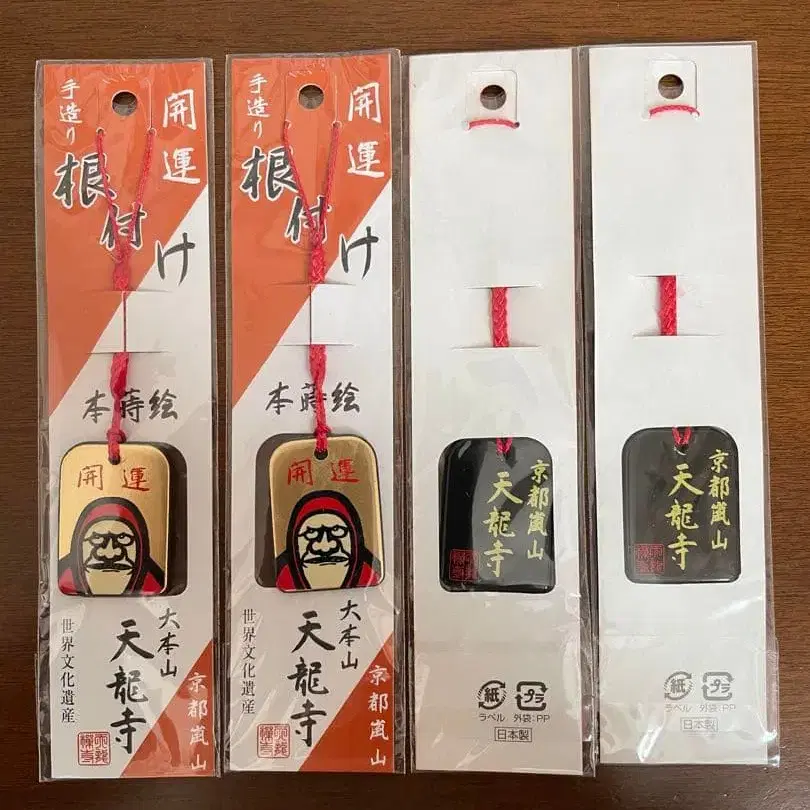 開運
手造り
根付け
本蒔絵
開運
大本山
天龍寺
世界文化遺産
京都嵐山
開運
手造り
根付け
本蒔絵
開運
大本山
天龍寺
世界文化遺産
京都嵐山
京都嵐山
天龍寺
紙
プラ
ラベル
外袋:PP
日本製
京都嵐山
天龍寺
紙
プラ
ラベル
外袋:PP
日本製